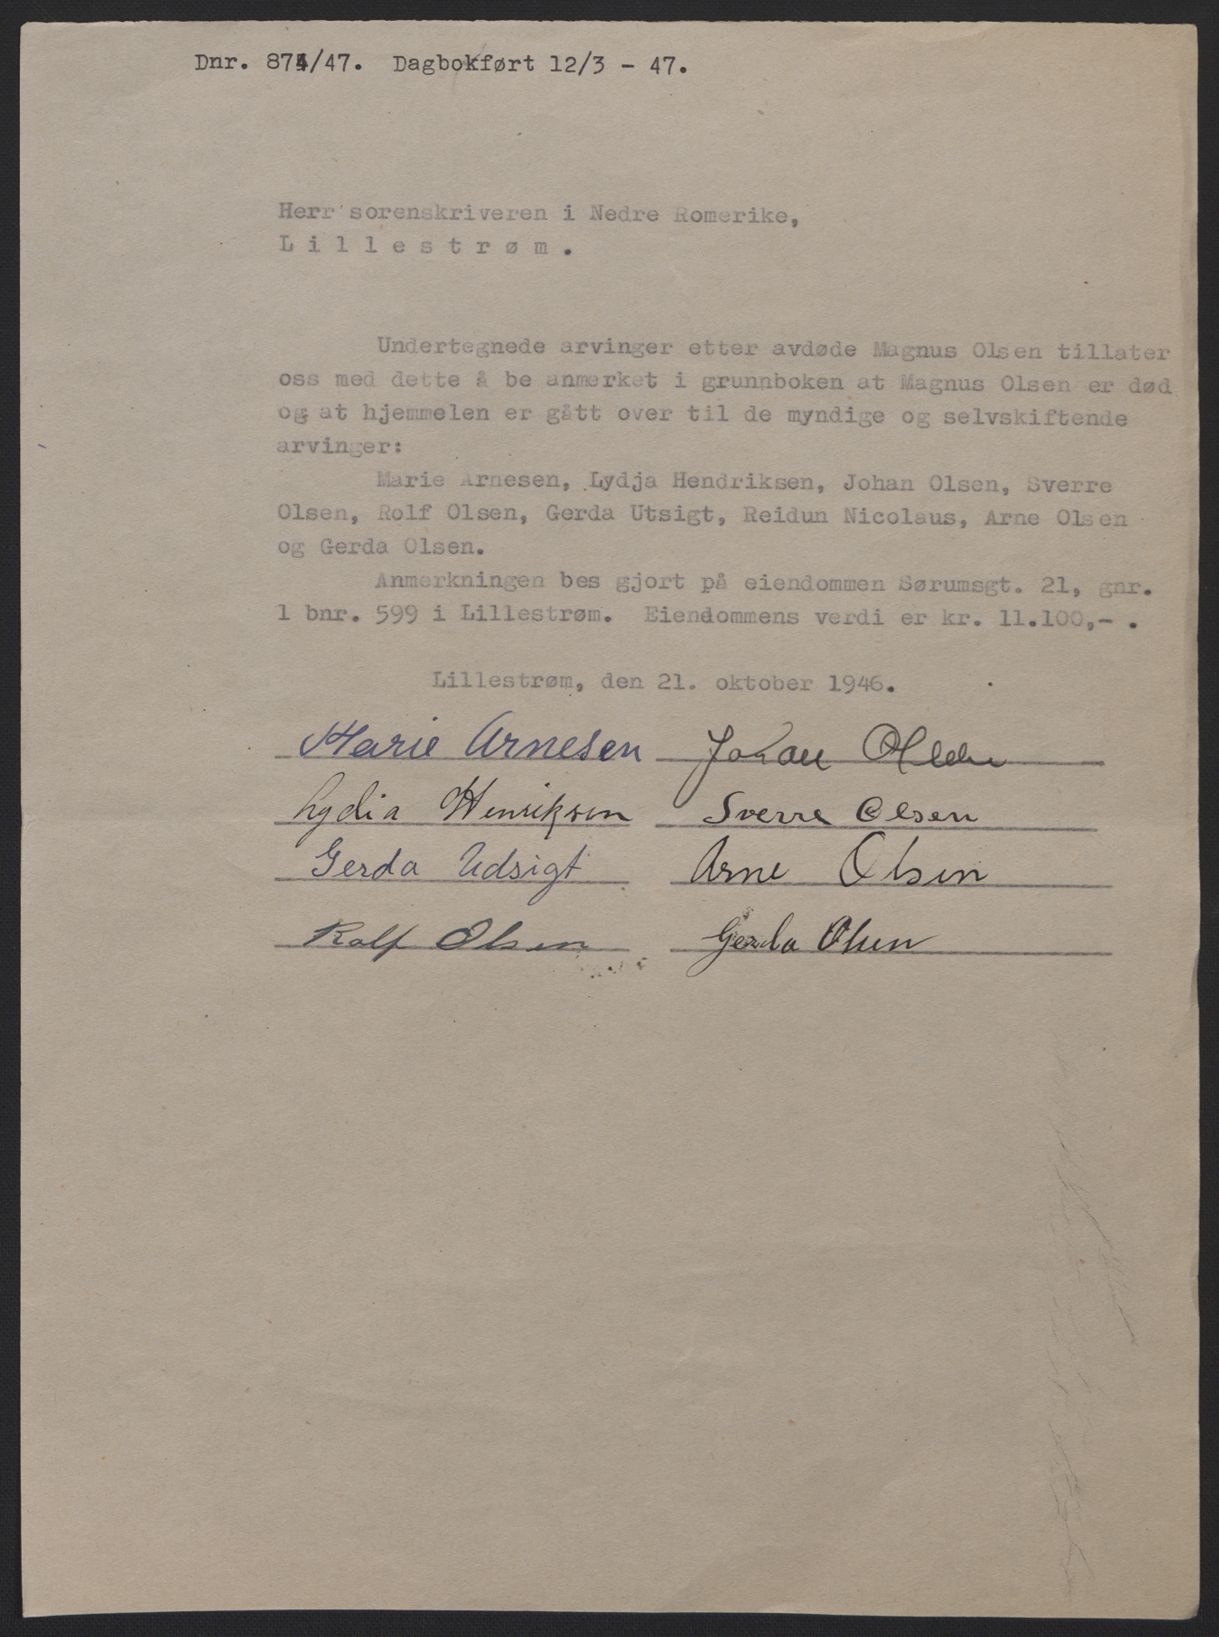 Dnr. 874/47. Dagbokført 12/3 - 47.
Herr sorenskriveren i Nedre Romerike,
L i l l e s t r ø m .
Undertegnede arvinger etter avdøde Magnus Olsen tillater
oss med dette å be anmerket i grunnboken at Magnus Olsen er død
og at hjemmelen er gått over til de myndige og selvskiftende
arvinger:
Marie Arnesen, Lydja Hendriksen, Johan Olsen, Sverre
Olsen, Rolf Olsen, Gerda Utsigt, Reidun Nicolaus, Arne Olsen
og Gerda Olsen.
Anmerkningen bes gjort på eiendommen Sørumsgt. 21, gnr.
1 bnr. 599 i Lillestrøm. Eiendommens verdi er kr. 11.100,- .
Lillestrøm, den 21. oktober 1946.
Marie Arnesen Johan Olsen
Lydia Henriksen Sverre Olsen
Gerda Udsigt Arne Olsen
Rolf Olsen Gerda Olsen